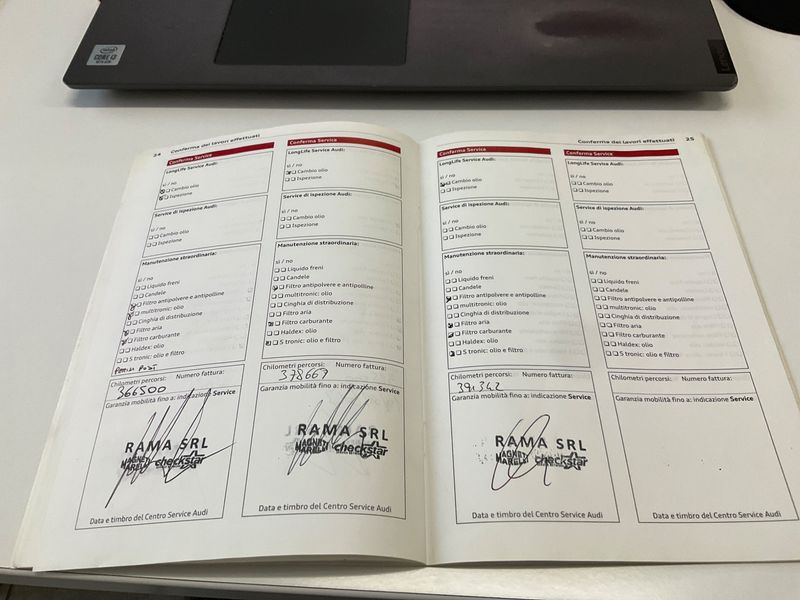 intel
CORE i3
Lenovo
24 Conferma dei lavori effettuati
Conferma Service
LongLife Service Audi:
sì / no
Cambio olio
Ispezione
Service di ispezione Audi:
sì / no
Cambio olio
Ispezione
Manutenzione straordinaria:
sì / no
Liquido freni
Candele
Filtro antipolvere e antipolline
multitronic: olio
Cinghia di distribuzione
Filtro aria
Filtro carburante
Haldex: olio
S tronic: olio e filtro
Chilometri percorsi: Numero fattura:
366500
Garanzia mobilità fino a: indicazione Service
RAMA SRL
MAGNETI
MARELLI
checkstar
Data e timbro del Centro Service Audi
Conferma Service
LongLife Service Audi:
sì / no
Cambio olio
Ispezione
Service di ispezione Audi:
sì / no
Cambio olio
Ispezione
Manutenzione straordinaria:
sì / no
Liquido freni
Candele
Filtro antipolvere e antipolline
multitronic: olio
Cinghia di distribuzione
Filtro aria
Filtro carburante
Haldex: olio
S tronic: olio e filtro
Chilometri percorsi: Numero fattura:
378669
Garanzia mobilità fino a: indicazione Service
RAMA SRL
MAGNETI
MARELLI
checkstar
Data e timbro del Centro Service Audi
Conferma dei lavori effettuati 25
Conferma Service
LongLife Service Audi:
sì / no
Cambio olio
Ispezione
Service di ispezione Audi:
sì / no
Cambio olio
Ispezione
Manutenzione straordinaria:
sì / no
Liquido freni
Candele
Filtro antipolvere e antipolline
multitronic: olio
Cinghia di distribuzione
Filtro aria
Filtro carburante
Haldex: olio
S tronic: olio e filtro
Chilometri percorsi: Numero fattura:
391342
Garanzia mobilità fino a: indicazione Service
RAMA SRL
MAGNETI
MARELLI
checkstar
Data e timbro del Centro Service Audi
Conferma Service
LongLife Service Audi:
sì / no
Cambio olio
Ispezione
Service di ispezione Audi:
sì / no
Cambio olio
Ispezione
Manutenzione straordinaria:
sì / no
Liquido freni
Candele
Filtro antipolvere e antipolline
multitronic: olio
Cinghia di distribuzione
Filtro aria
Filtro carburante
Haldex: olio
S tronic: olio e filtro
Chilometri percorsi: Numero fattura:
Garanzia mobilità fino a: indicazione Service
Data e timbro del Centro Service Audi